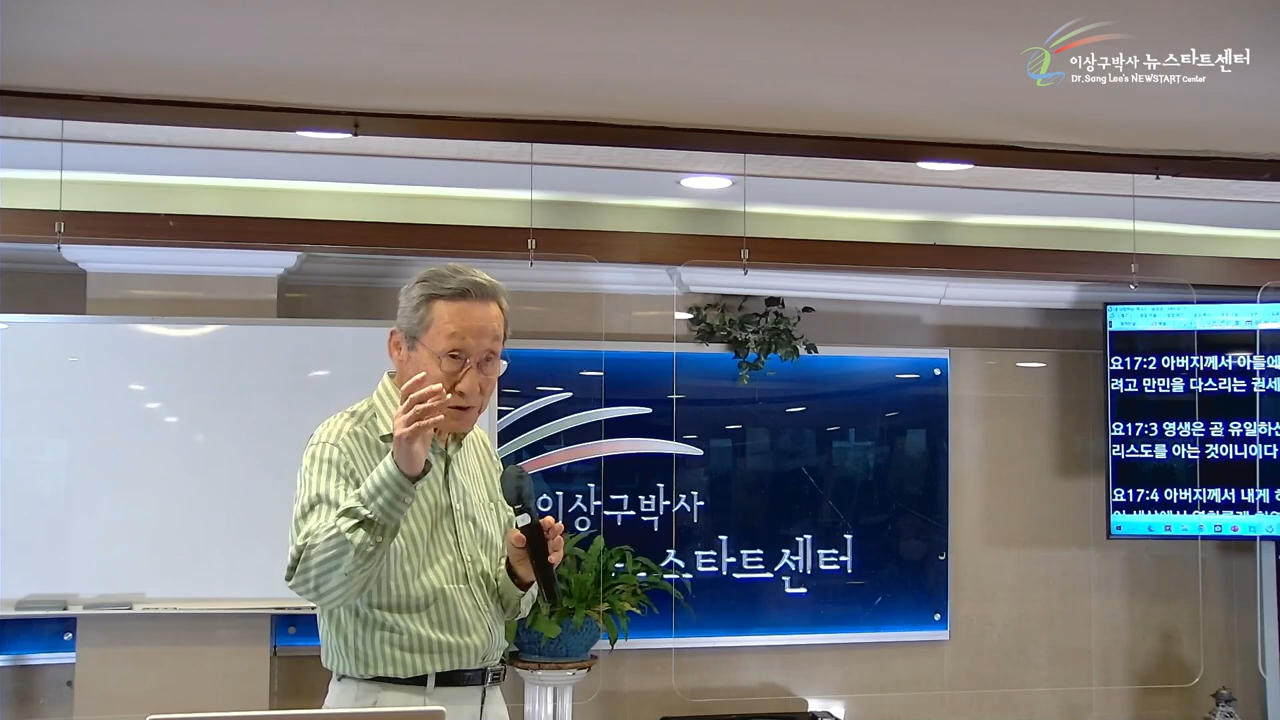 이상구박사 뉴스타트센터
Dr. Sang Lee's NEWSTART Center
이상구박사
스타트센터
요17:2 아버지께서 아들에
려고 만민을 다스리는 권세
요17:3 영생은 곧 유일하신
리스도를 아는 것이니이다
요17:4 아버지께서 내게 하